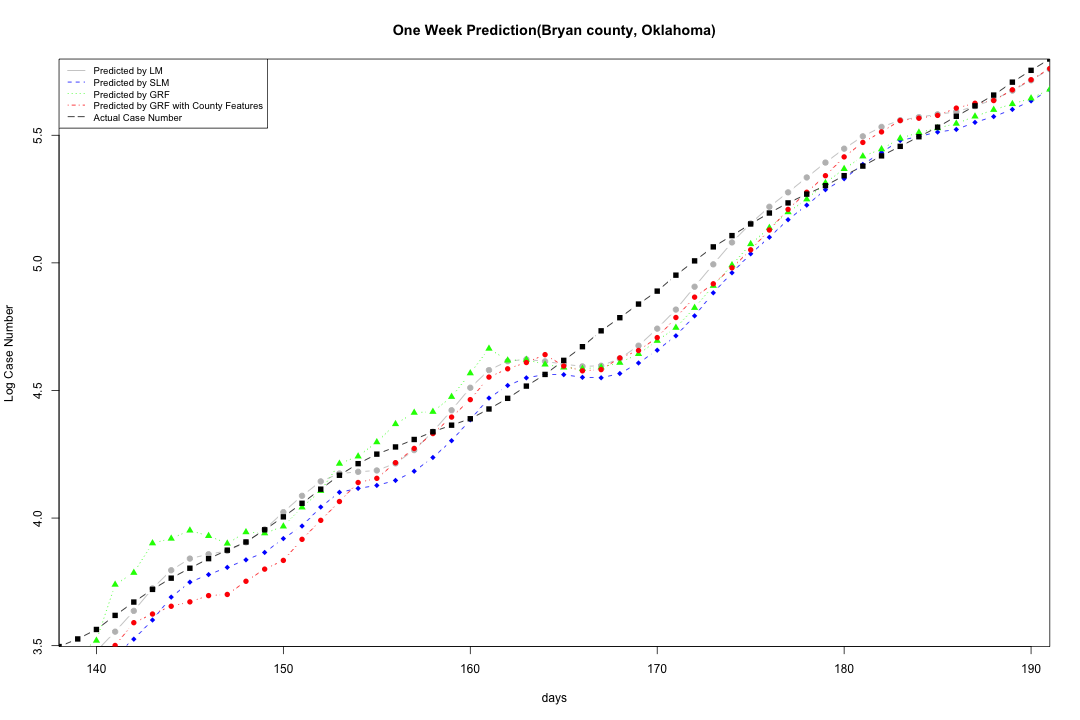 One Week Prediction(Bryan county, Oklahoma)
Predicted by LM
Predicted by SLM
Predicted by GRF
Predicted by GRF with County Features
Actual Case Number
Log Case Number
5.5
5.0
4.5
4.0
3.5
140 150 160 170 180 190
days